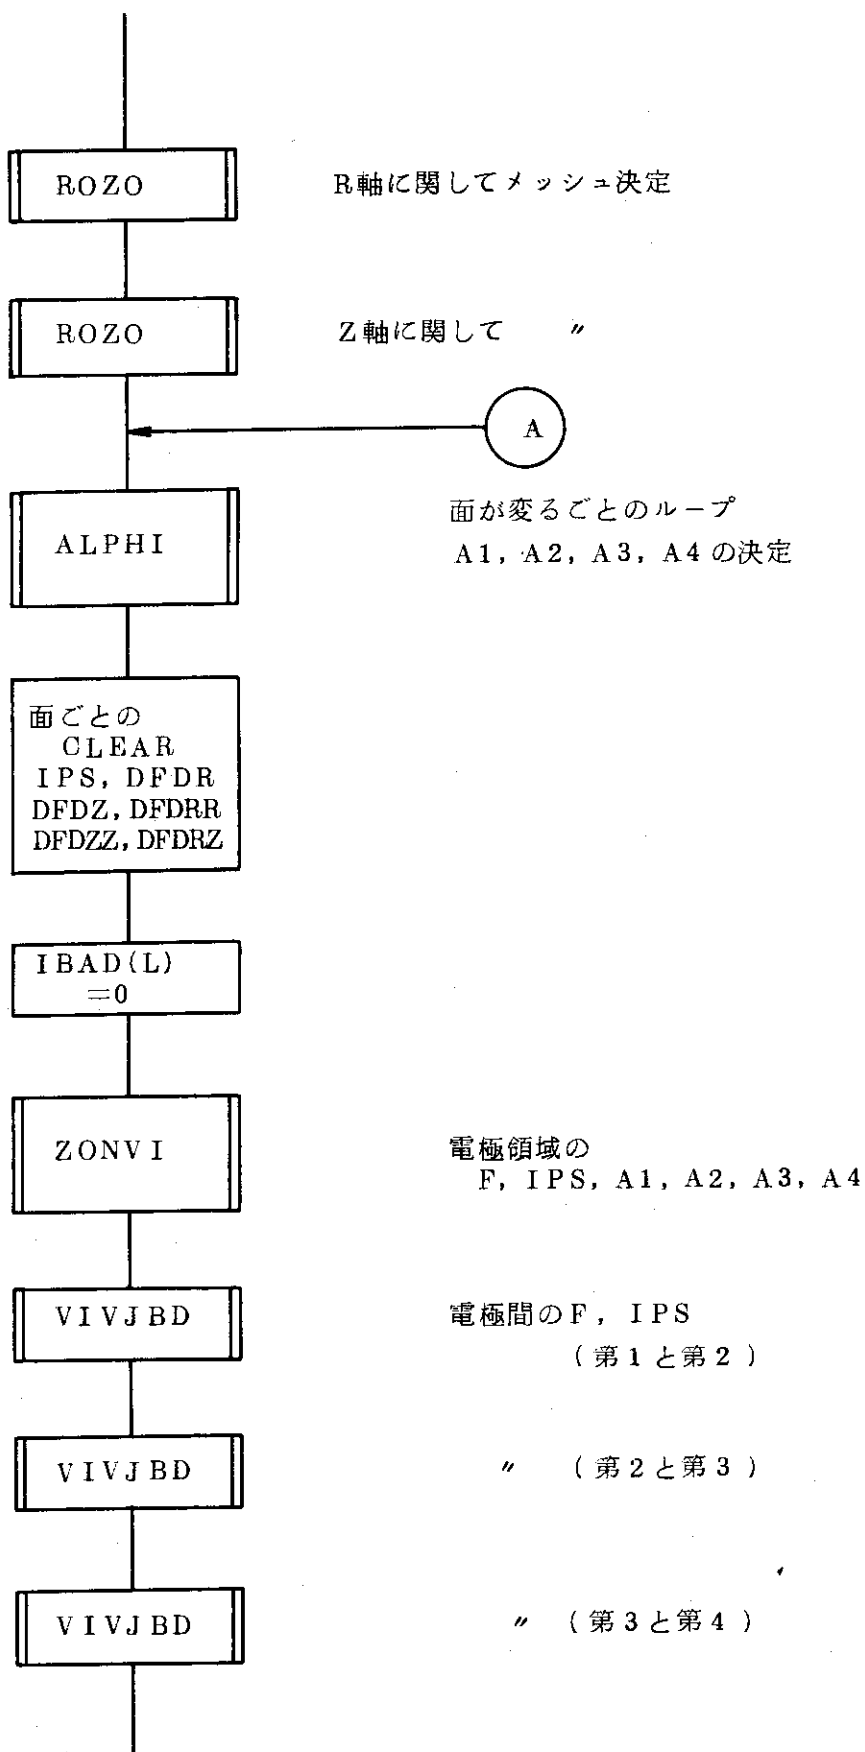 ROZO
R軸に関してメッシュ決定
ROZO
Z軸に関して 〃
A
面が変るごとのループ
ALPHI
A1, A2, A3, A4の決定
面ごとの
CLEAR
IPS, DFDR
DFDZ, DFDRR
DFDZZ, DFDRZ
IBAD(L)
=0
ZONVI
電極領域の
F, IPS, A1, A2, A3, A4
VIVJBD
電極間のF, IPS
(第1と第2)
VIVJBD
〃 (第2と第3)
VIVJBD
〃 (第3と第4)